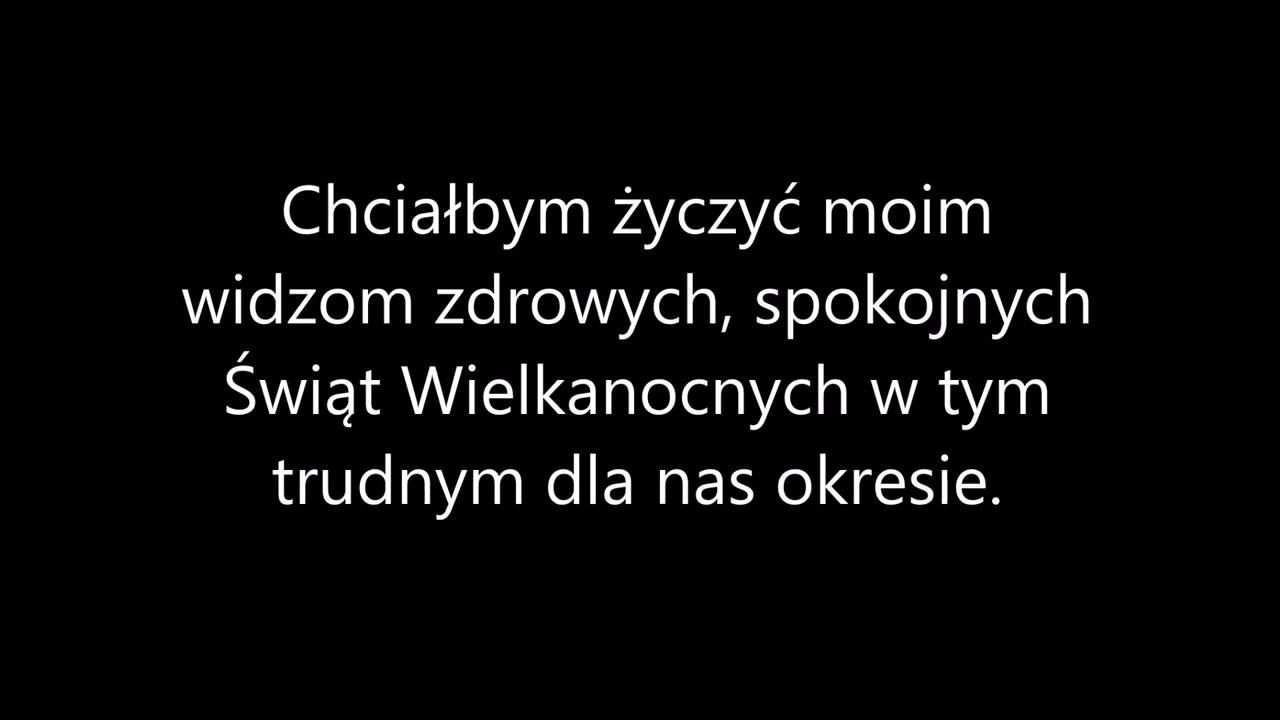 Chciałbym życzyć moim
widzom zdrowych, spokojnych
Świąt Wielkanocnych w tym
trudnym dla nas okresie.